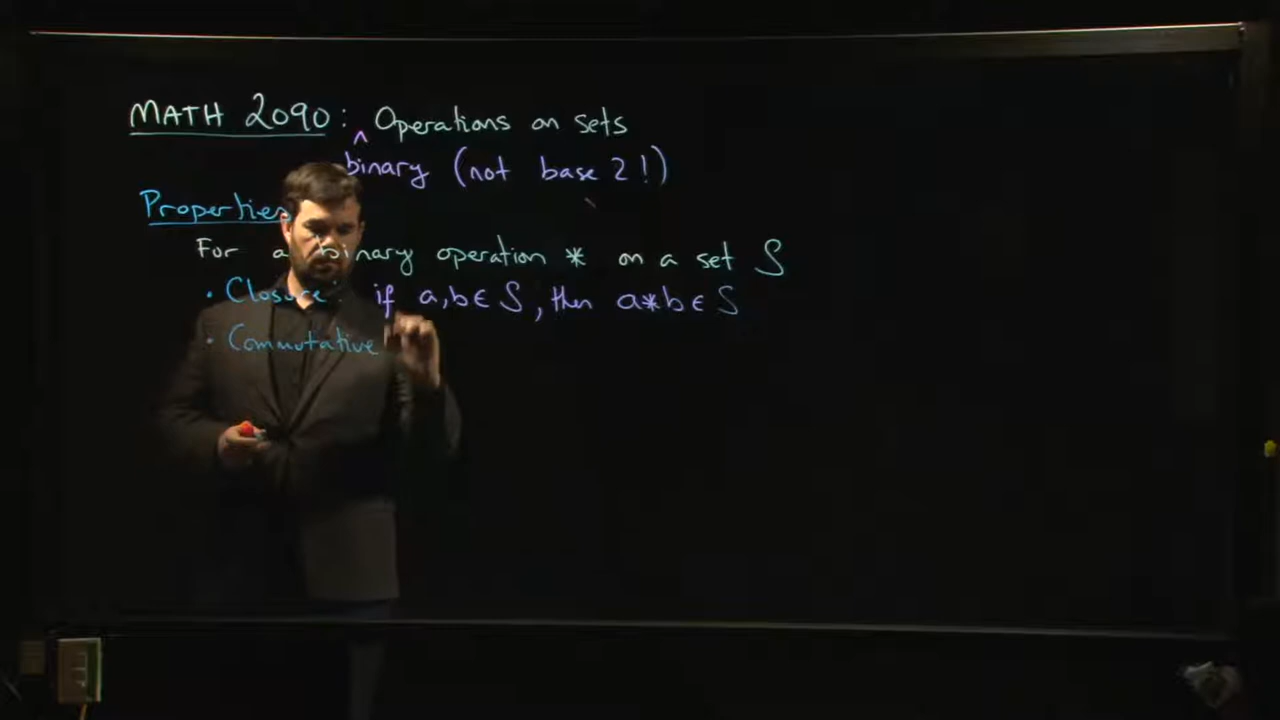 MATH 2090: Operations on sets
^
binary (not base 2!)
Properties
For a binary operation * on a set S
• Closure: if a,b ∈ S, then a*b ∈ S
• Commutative